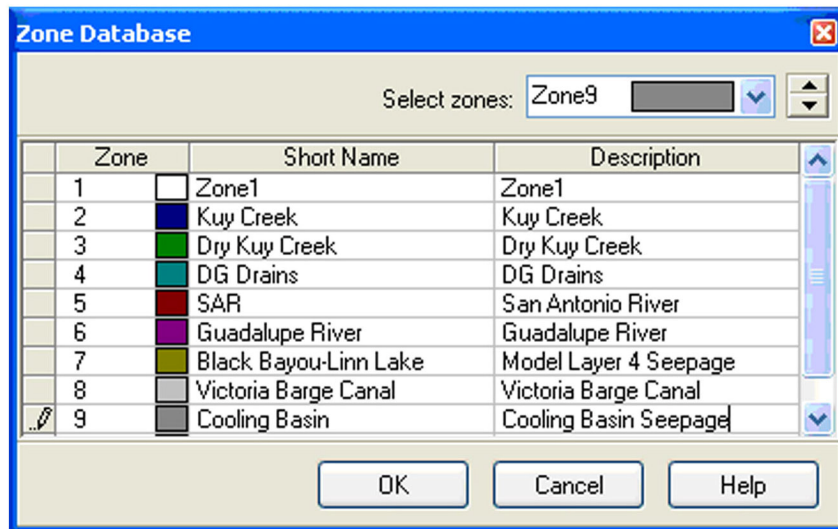 Zone Database
Select zones: Zone9
Zone Short Name Description
1 Zone1 Zone1
2 Kuy Creek Kuy Creek
3 Dry Kuy Creek Dry Kuy Creek
4 DG Drains DG Drains
5 SAR San Antonio River
6 Guadalupe River Guadalupe River
7 Black Bayou-Linn Lake Model Layer 4 Seepage
8 Victoria Barge Canal Victoria Barge Canal
9 Cooling Basin Cooling Basin Seepage
OK Cancel Help